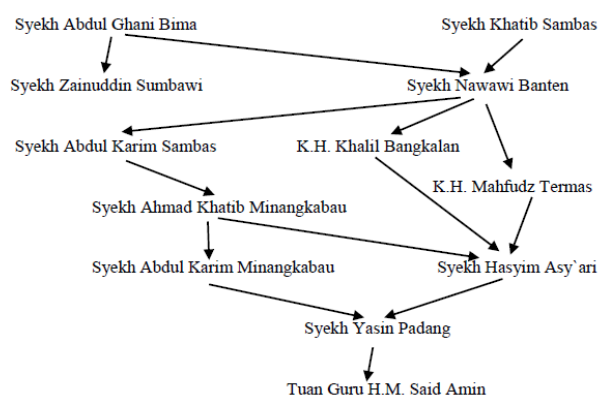 Syekh Abdul Ghani Bima
Syekh Khatib Sambas
Syekh Zainuddin Sumbawi
Syekh Nawawi Banten
Syekh Abdul Karim Sambas
K.H. Khalil Bangkalan
K.H. Mahfudz Termas
Syekh Ahmad Khatib Minangkabau
Syekh Abdul Karim Minangkabau
Syekh Hasyim Asy`ari
Syekh Yasin Padang
Tuan Guru H.M. Said Amin